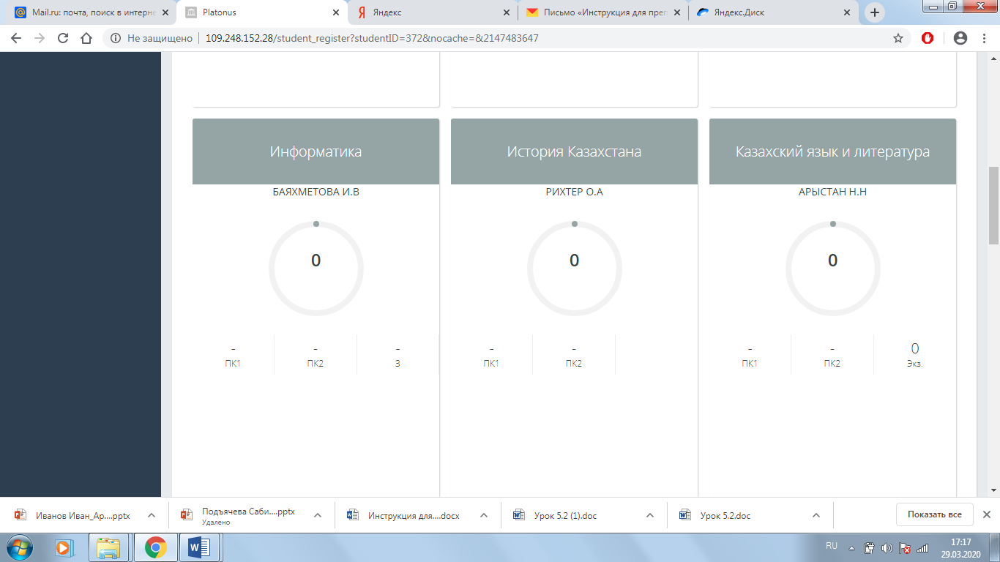 Mail.ru: почта, поиск в интерне
Platonus
Яндекс
Письмо «Инструкция для преп
Яндекс.Диск
Не защищено
109.248.152.28/student_register?studentID=372&nocache=&2147483647
Информатика
История Казахстана
Казахский язык и литература
БАЯХМЕТОВА И.В
РИХТЕР О.А
АРЫСТАН Н.Н
0
0
0
- - -
ПК1 ПК2 З
- -
ПК1 ПК2
- - 0
ПК1 ПК2 Экз.
Иванов Иван_Ар....pptx
Подъячева Саби....pptx
Удалено
Инструкция для....docx
Урок 5.2 (1).doc
Урок 5.2.doc
Показать все
RU
17:17
29.03.2020